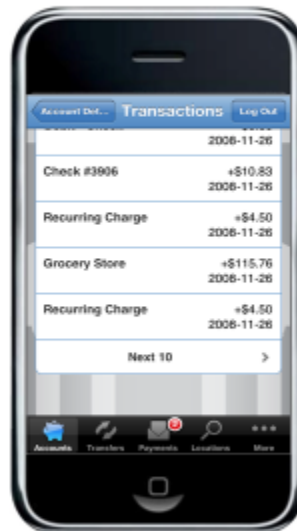 Account Det...
Transactions
Log Out
2008-11-26
Check #3906
+$10.83
2008-11-26
Recurring Charge
+$4.50
2008-11-26
Grocery Store
+$115.76
2008-11-26
Recurring Charge
+$4.50
2008-11-26
Next 10
Accounts
Transfers
Payments
Locations
More